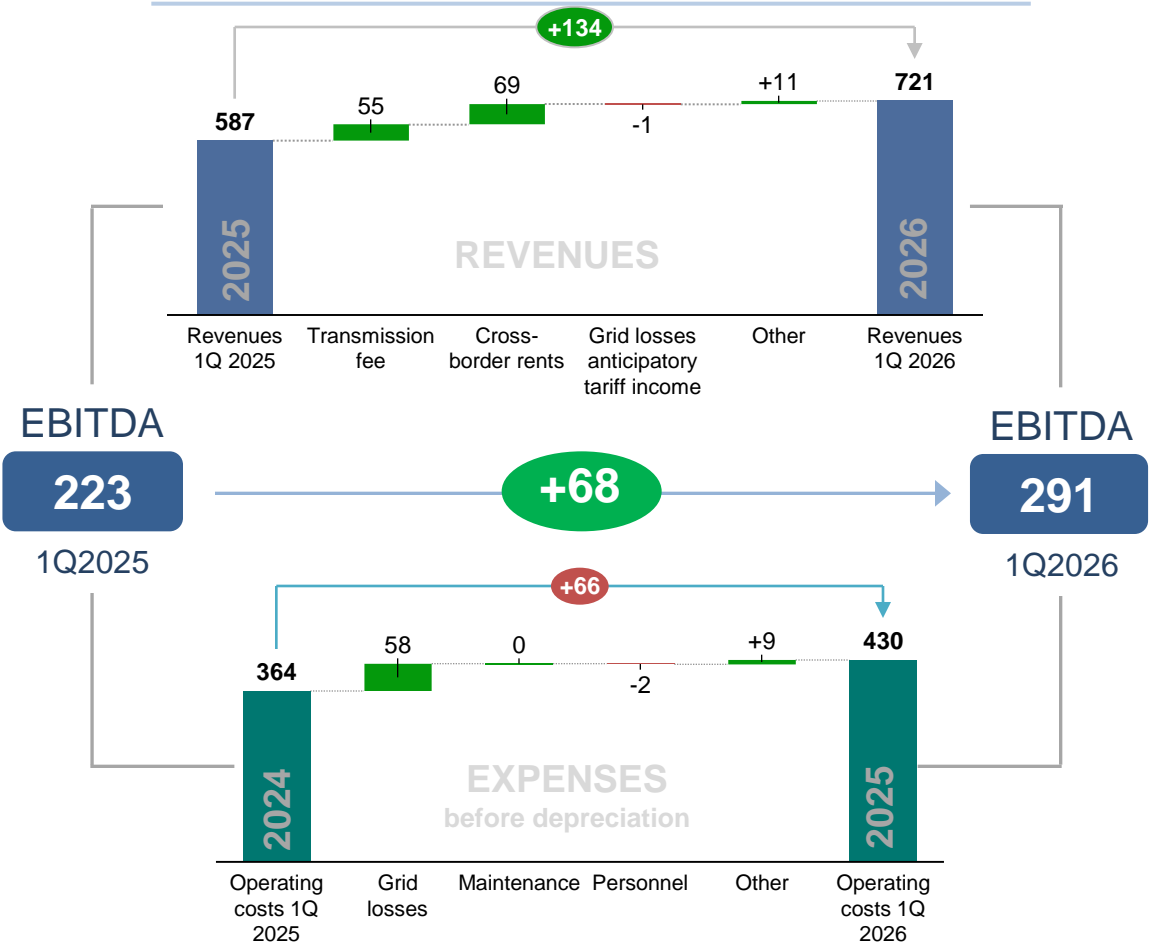 +134
587
55
69
-1
+11
721
2025
REVENUES
2026
Revenues
1Q 2025
Transmission
fee
Cross-
border rents
Grid losses
anticipatory
tariff income
Other
Revenues
1Q 2026
EBITDA
223
1Q2025
+68
EBITDA
291
1Q2026
+66
364
58
0
-2
+9
430
2024
EXPENSES
before depreciation
2025
Operating
costs 1Q
2025
Grid
losses
Maintenance
Personnel
Other
Operating
costs 1Q
2026